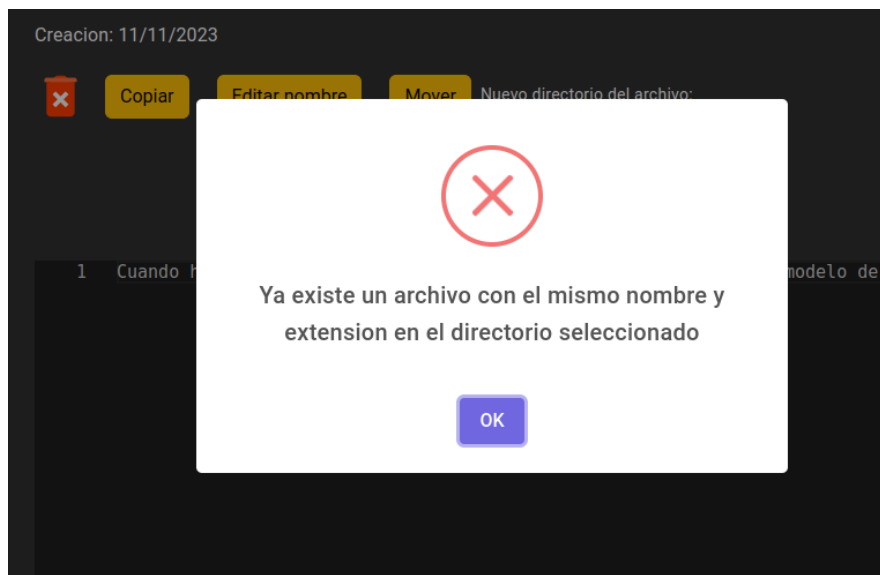 Creacion: 11/11/2023
Copiar Editar nombre Mover Nuevo directorio del archivo:
1 Cuando modelo de
Ya existe un archivo con el mismo nombre y
extension en el directorio seleccionado
OK